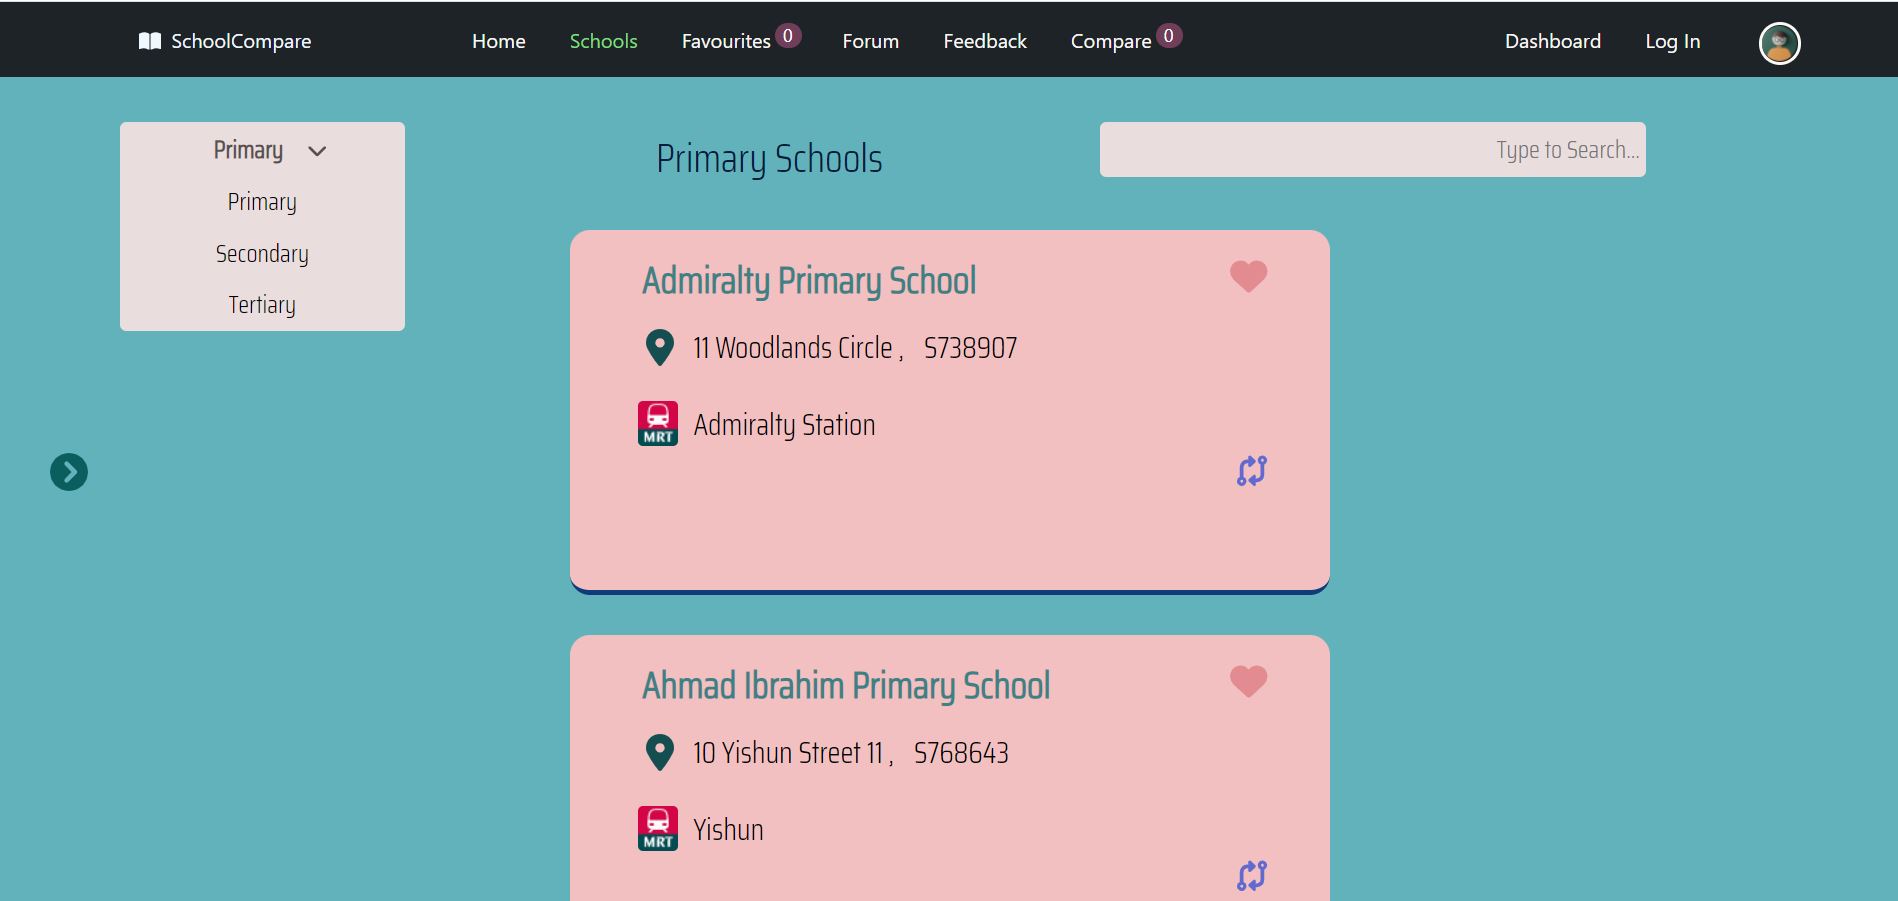 SchoolCompare Home Schools Favourites 0 Forum Feedback Compare 0 Dashboard Log In
Primary
Primary
Secondary
Tertiary
Primary Schools
Type to Search...
Admiralty Primary School
11 Woodlands Circle , S738907
MRT Admiralty Station
Ahmad Ibrahim Primary School
10 Yishun Street 11 , S768643
MRT Yishun